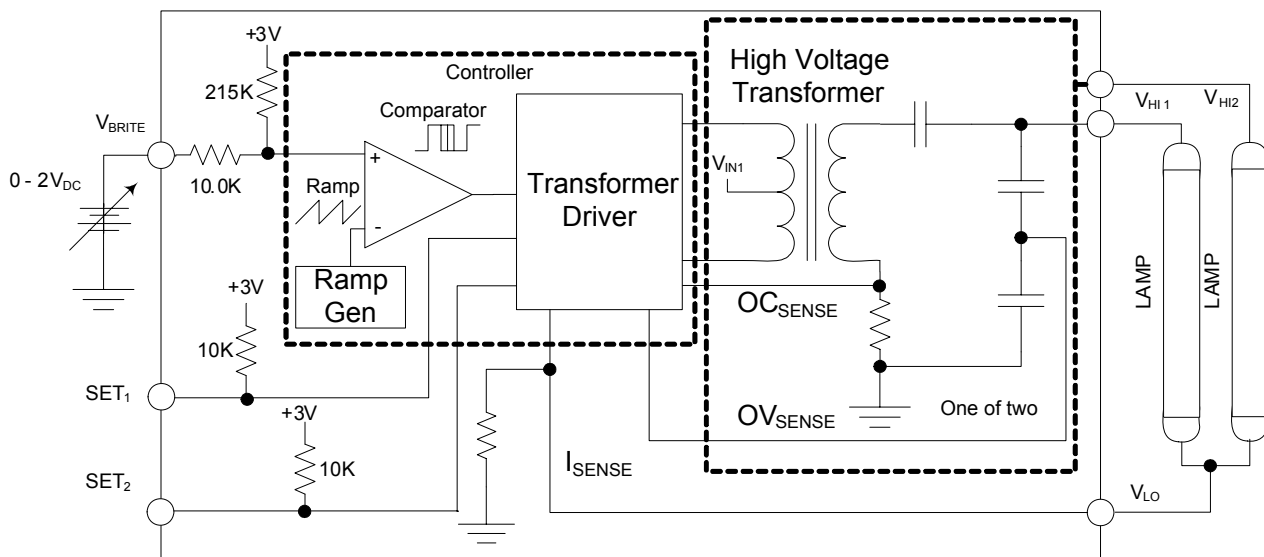 +3V
Controller
High Voltage
Transformer
215K
Comparator
V_BRITE
V_HI 1
V_HI2
0 - 2V_DC
10.0K
+
Ramp
-
Transformer
Driver
V_IN1
Ramp
Gen
LAMP
LAMP
+3V
OC_SENSE
10K
SET_1
+3V
One of two
OV_SENSE
10K
I_SENSE
SET_2
V_LO